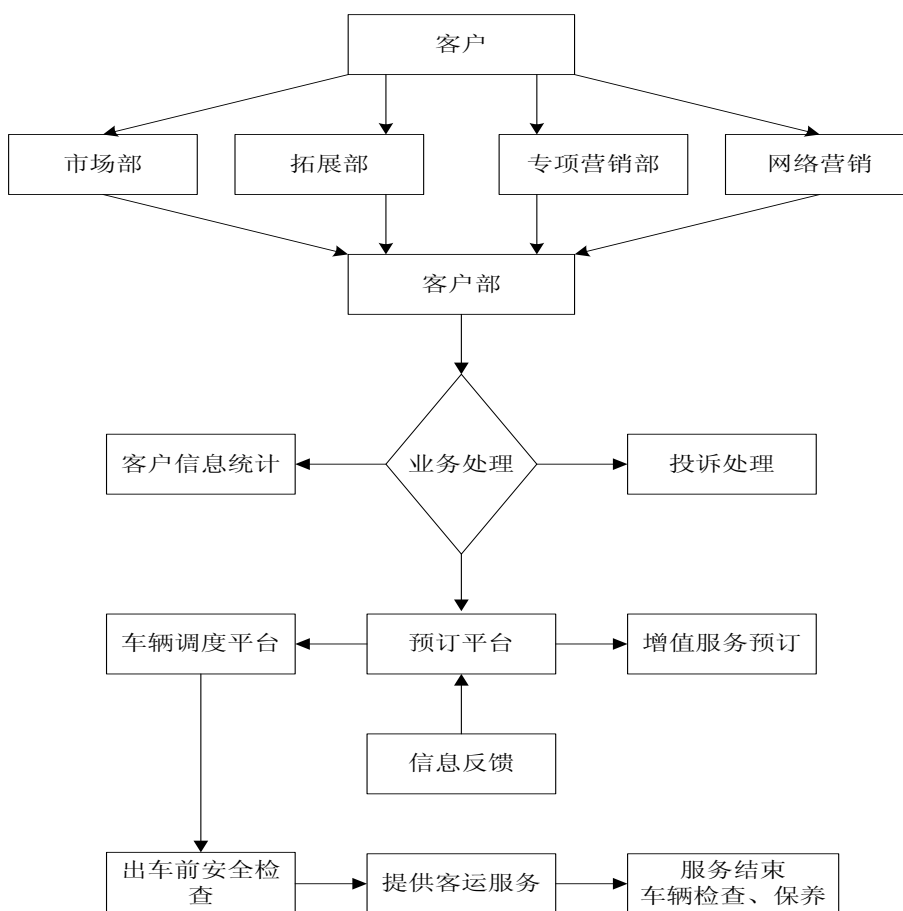 客户
市场部
拓展部
专项营销部
网络营销
客户部
客户信息统计
业务处理
投诉处理
车辆调度平台
预订平台
增值服务预订
信息反馈
出车前安全检
查
提供客运服务
服务结束
车辆检查、保养